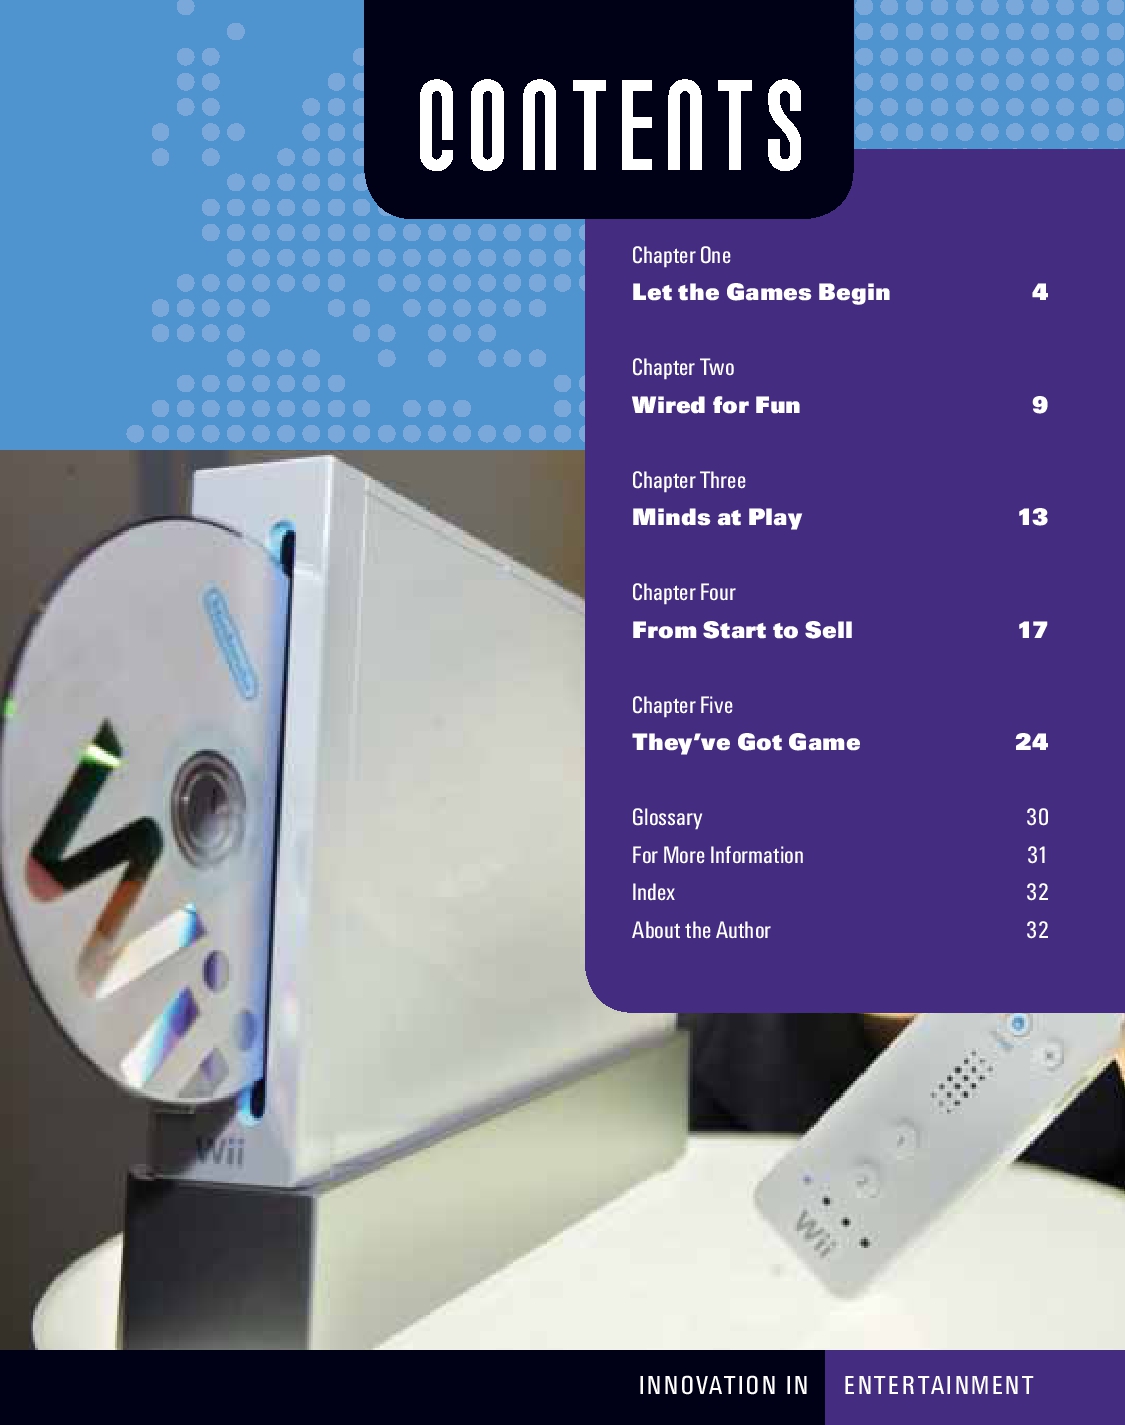 CONTENTS
Chapter One
Let the Games Begin 4
Chapter Two
Wired for Fun 9
Chapter Three
Minds at Play 13
Chapter Four
From Start to Sell 17
Chapter Five
They’ve Got Game 24
Glossary 30
For More Information 31
Index 32
About the Author 32
Nintendo
Wii
Wii
Wii
INNOVATION IN ENTERTAINMENT